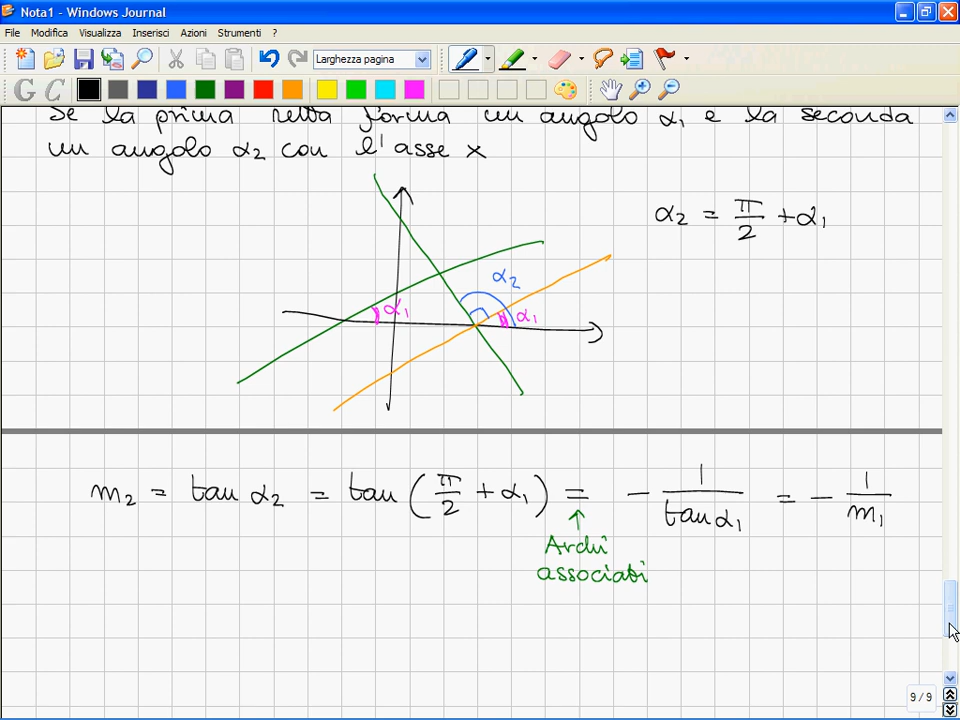 Nota1 - Windows Journal
File Modifica Visualizza Inserisci Azioni Strumenti ?
Larghezza pagina
G C
Se la prima retta forma un angolo α₁ e la seconda
un angolo α₂ con l'asse x
α₂ = π/2 + α₁
α₂
α₁ α₁
m₂ = tan α₂ = tan (π/2 + α₁) = - 1/tan α₁ = - 1/m₁
Archi
associati
9 / 9